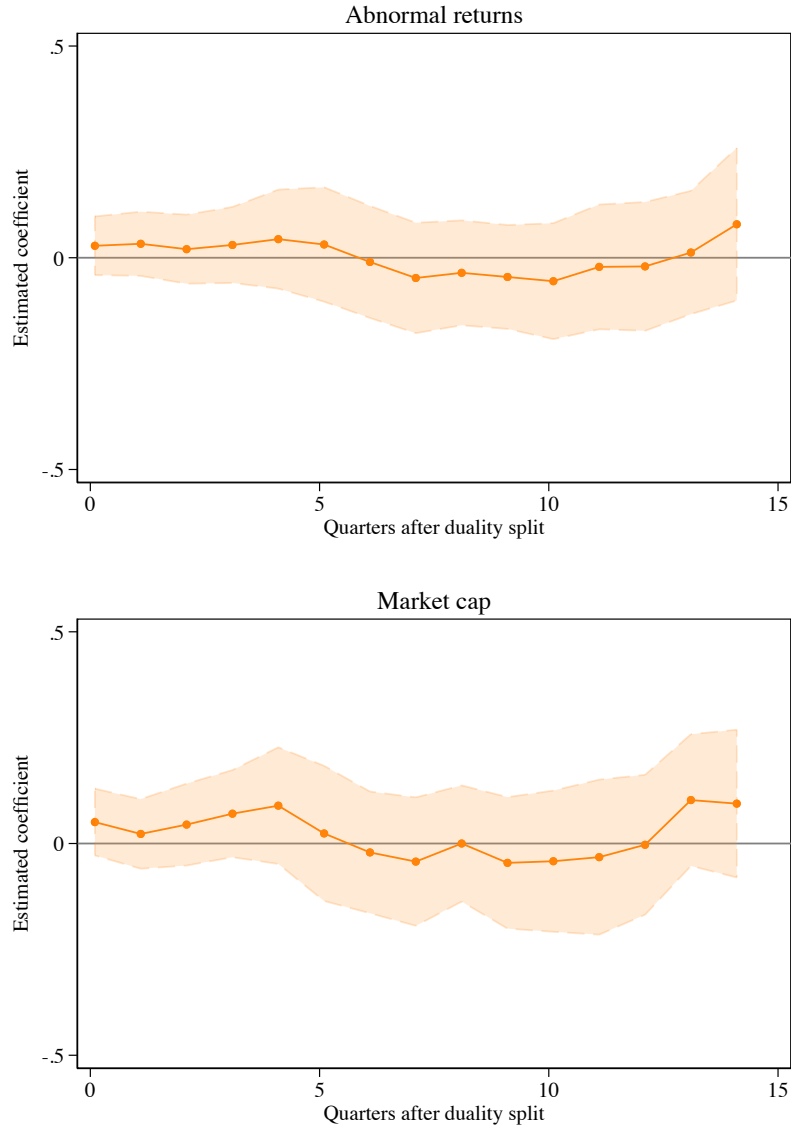 Abnormal returns
.5
0
-.5
Estimated coefficient
0 5 10 15
Quarters after duality split
Market cap
.5
0
-.5
Estimated coefficient
0 5 10 15
Quarters after duality split